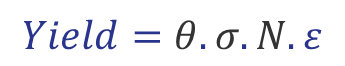 Yield = θ. σ. N. ε